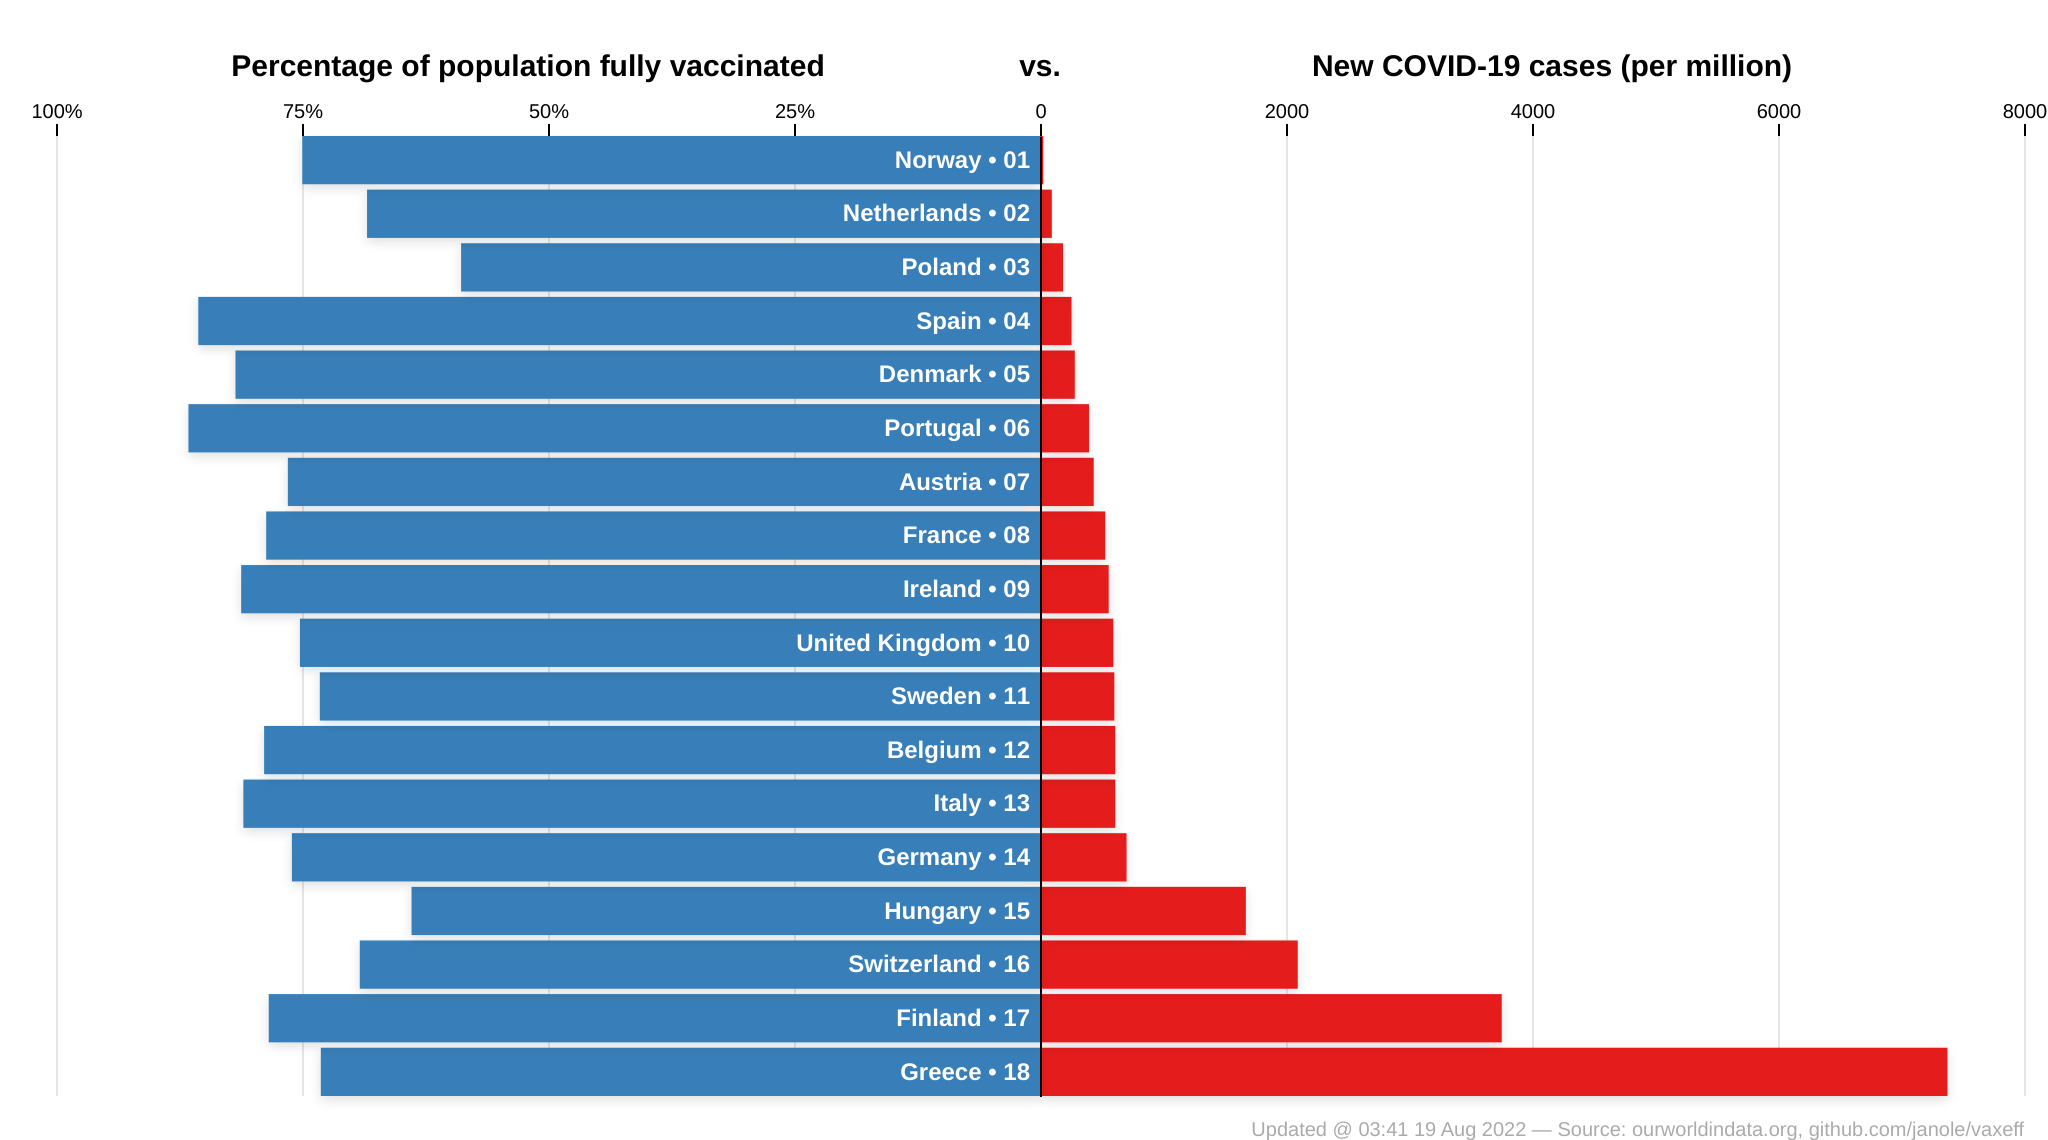 Percentage of population fully vaccinated vs. New COVID-19 cases (per million)
100% 75% 50% 25% 0 2000 4000 6000 8000
Norway • 01
Netherlands • 02
Poland • 03
Spain • 04
Denmark • 05
Portugal • 06
Austria • 07
France • 08
Ireland • 09
United Kingdom • 10
Sweden • 11
Belgium • 12
Italy • 13
Germany • 14
Hungary • 15
Switzerland • 16
Finland • 17
Greece • 18
Updated @ 03:41 19 Aug 2022 — Source: ourworldindata.org, github.com/janole/vaxeff